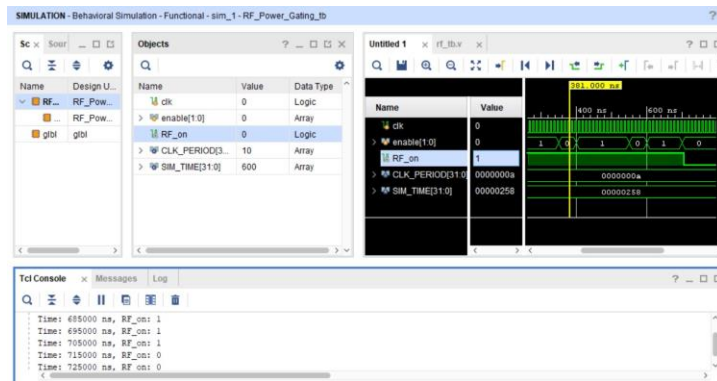 SIMULATION - Behavioral Simulation - Functional - sim_1 - RF_Power_Gating_tb ?
Sc × Sour
Objects ? _ ×
Untitled 1 × rf_tb.v × ?
Name Design U...
Name Value Data Type
381.000 ns
Name Value
400 ns 600 ns
RF... RF_Pow...
... RF_Pow...
glbl glbl
clk 0 Logic
> enable[1:0] 0 Array
RF_on 0 Logic
> CLK_PERIOD[3... 10 Array
> SIM_TIME[31:0] 600 Array
clk 0
> enable[1:0] 0 1 0 1 0 1 0
RF_on 1
> CLK_PERIOD[31:0] 0000000a 0000000a
> SIM_TIME[31:0] 00000258 00000258
Tcl Console × Messages Log ? _
Time: 685000 ns, RF_on: 1
Time: 695000 ns, RF_on: 1
Time: 705000 ns, RF_on: 1
Time: 715000 ns, RF_on: 0
Time: 725000 ns, RF_on: 0